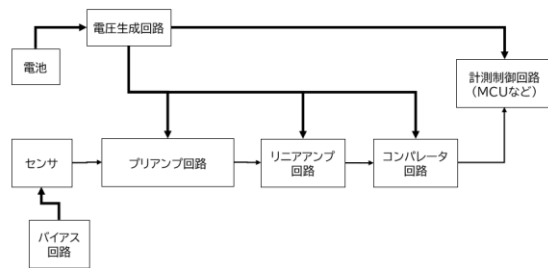 電圧生成回路
電池
計測制御回路
（MCUなど）
センサ
プリアンプ回路
リニアアンプ
回路
コンパレータ
回路
バイアス
回路